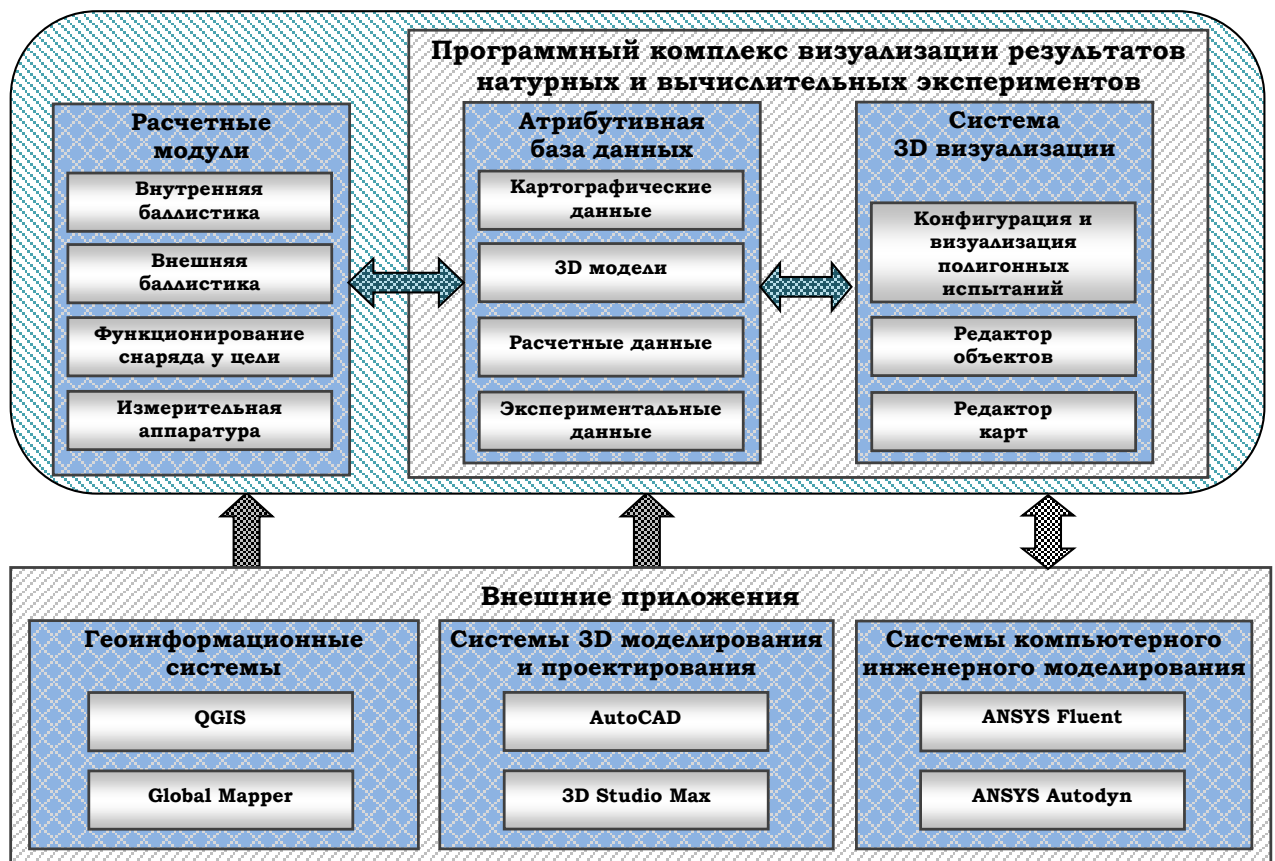 Программный комплекс визуализации результатов
натурных и вычислительных экспериментов
Расчетные
модули
Внутренняя
баллистика
Внешняя
баллистика
Функционирование
снаряда у цели
Измерительная
аппаратура
Атрибутивная
база данных
Картографические
данные
3D модели
Расчетные данные
Экспериментальные
данные
Система
3D визуализации
Конфигурация и
визуализация
полигонных
испытаний
Редактор
объектов
Редактор
карт
Внешние приложения
Геоинформационные
системы
QGIS
Global Mapper
Системы 3D моделирования
и проектирования
AutoCAD
3D Studio Max
Системы компьютерного
инженерного моделирования
ANSYS Fluent
ANSYS Autodyn